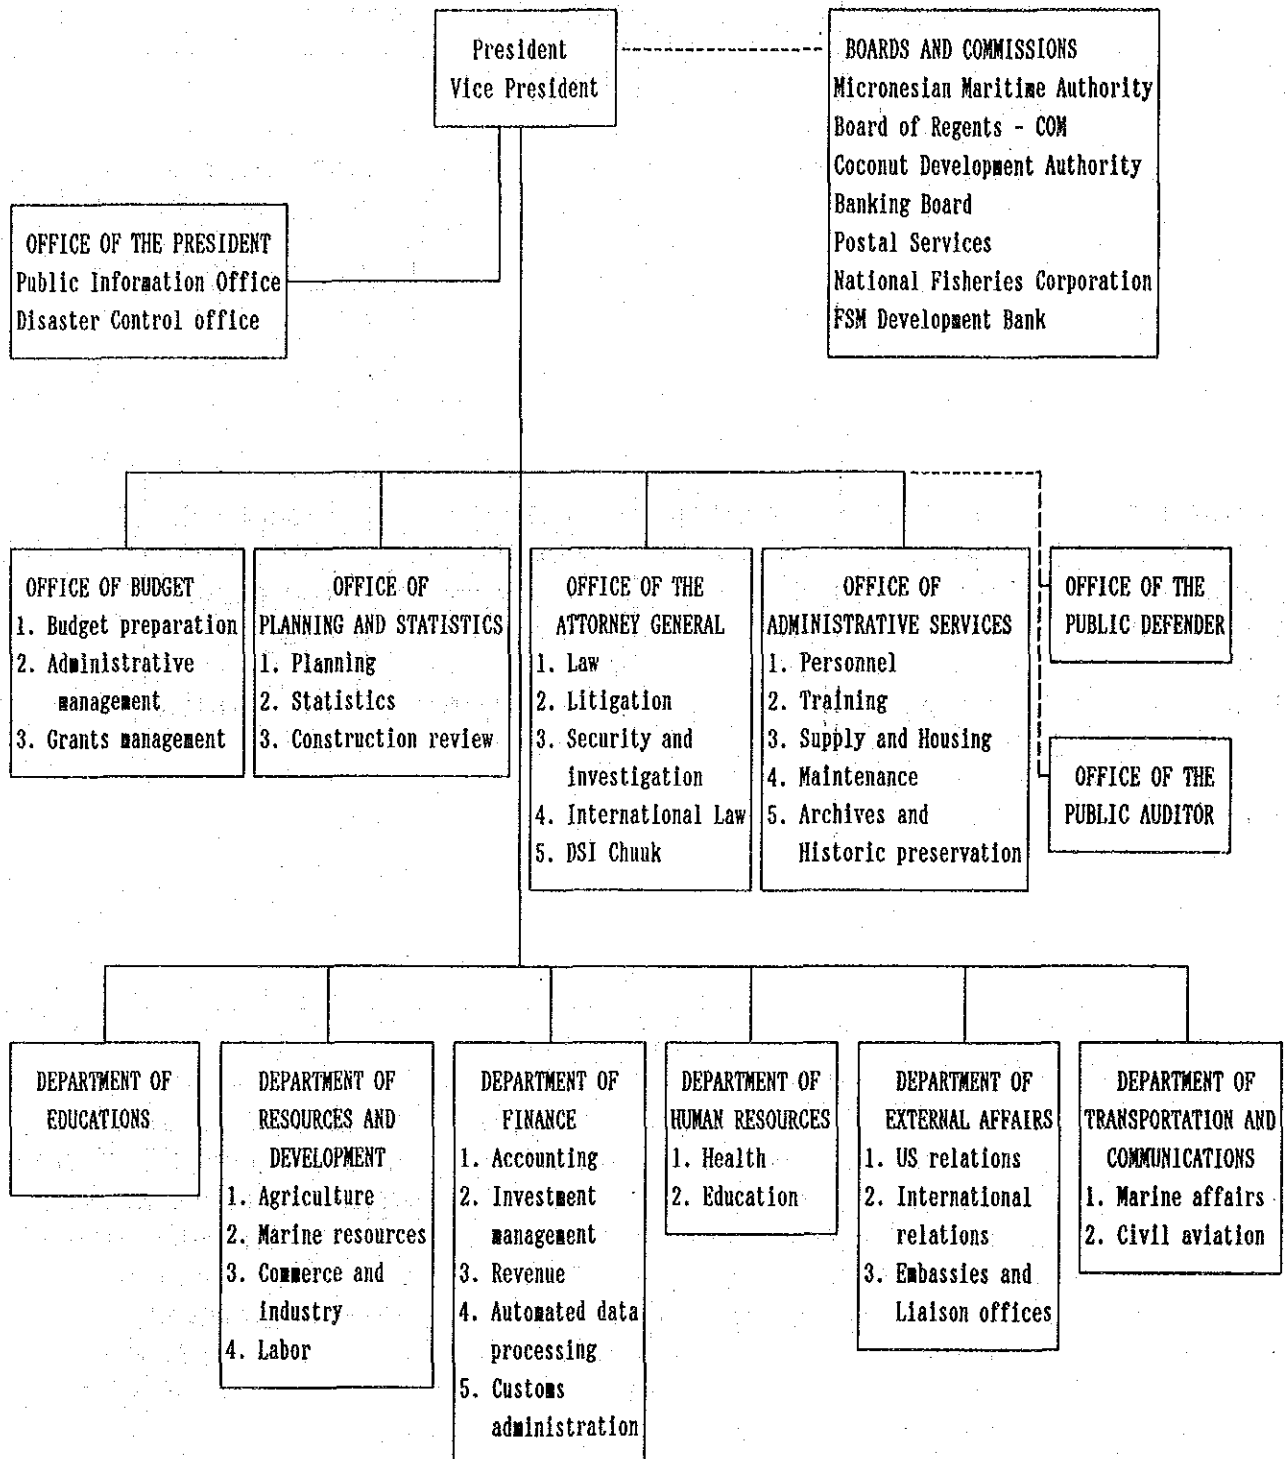 President
Vice President
BOARDS AND COMMISSIONS
Micronesian Maritime Authority
Board of Regents - COM
Coconut Development Authority
Banking Board
Postal Services
National Fisheries Corporation
FSM Development Bank
OFFICE OF THE PRESIDENT
Public Information Office
Disaster Control office
OFFICE OF BUDGET
1. Budget preparation
2. Administrative
management
3. Grants management
OFFICE OF
PLANNING AND STATISTICS
1. Planning
2. Statistics
3. Construction review
OFFICE OF THE
ATTORNEY GENERAL
1. Law
2. Litigation
3. Security and
investigation
4. International Law
5. DSI Chuuk
OFFICE OF
ADMINISTRATIVE SERVICES
1. Personnel
2. Training
3. Supply and Housing
4. Maintenance
5. Archives and
Historic preservation
OFFICE OF THE
PUBLIC DEFENDER
OFFICE OF THE
PUBLIC AUDITOR
DEPARTMENT OF
EDUCATIONS
DEPARTMENT OF
RESOURCES AND
DEVELOPMENT
1. Agriculture
2. Marine resources
3. Commerce and
industry
4. Labor
DEPARTMENT OF
FINANCE
1. Accounting
2. Investment
management
3. Revenue
4. Automated data
processing
5. Customs
administration
DEPARTMENT OF
HUMAN RESOURCES
1. Health
2. Education
DEPARTMENT OF
EXTERNAL AFFAIRS
1. US relations
2. International
relations
3. Embassies and
Liaison offices
DEPARTMENT OF
TRANSPORTATION AND
COMMUNICATIONS
1. Marine affairs
2. Civil aviation